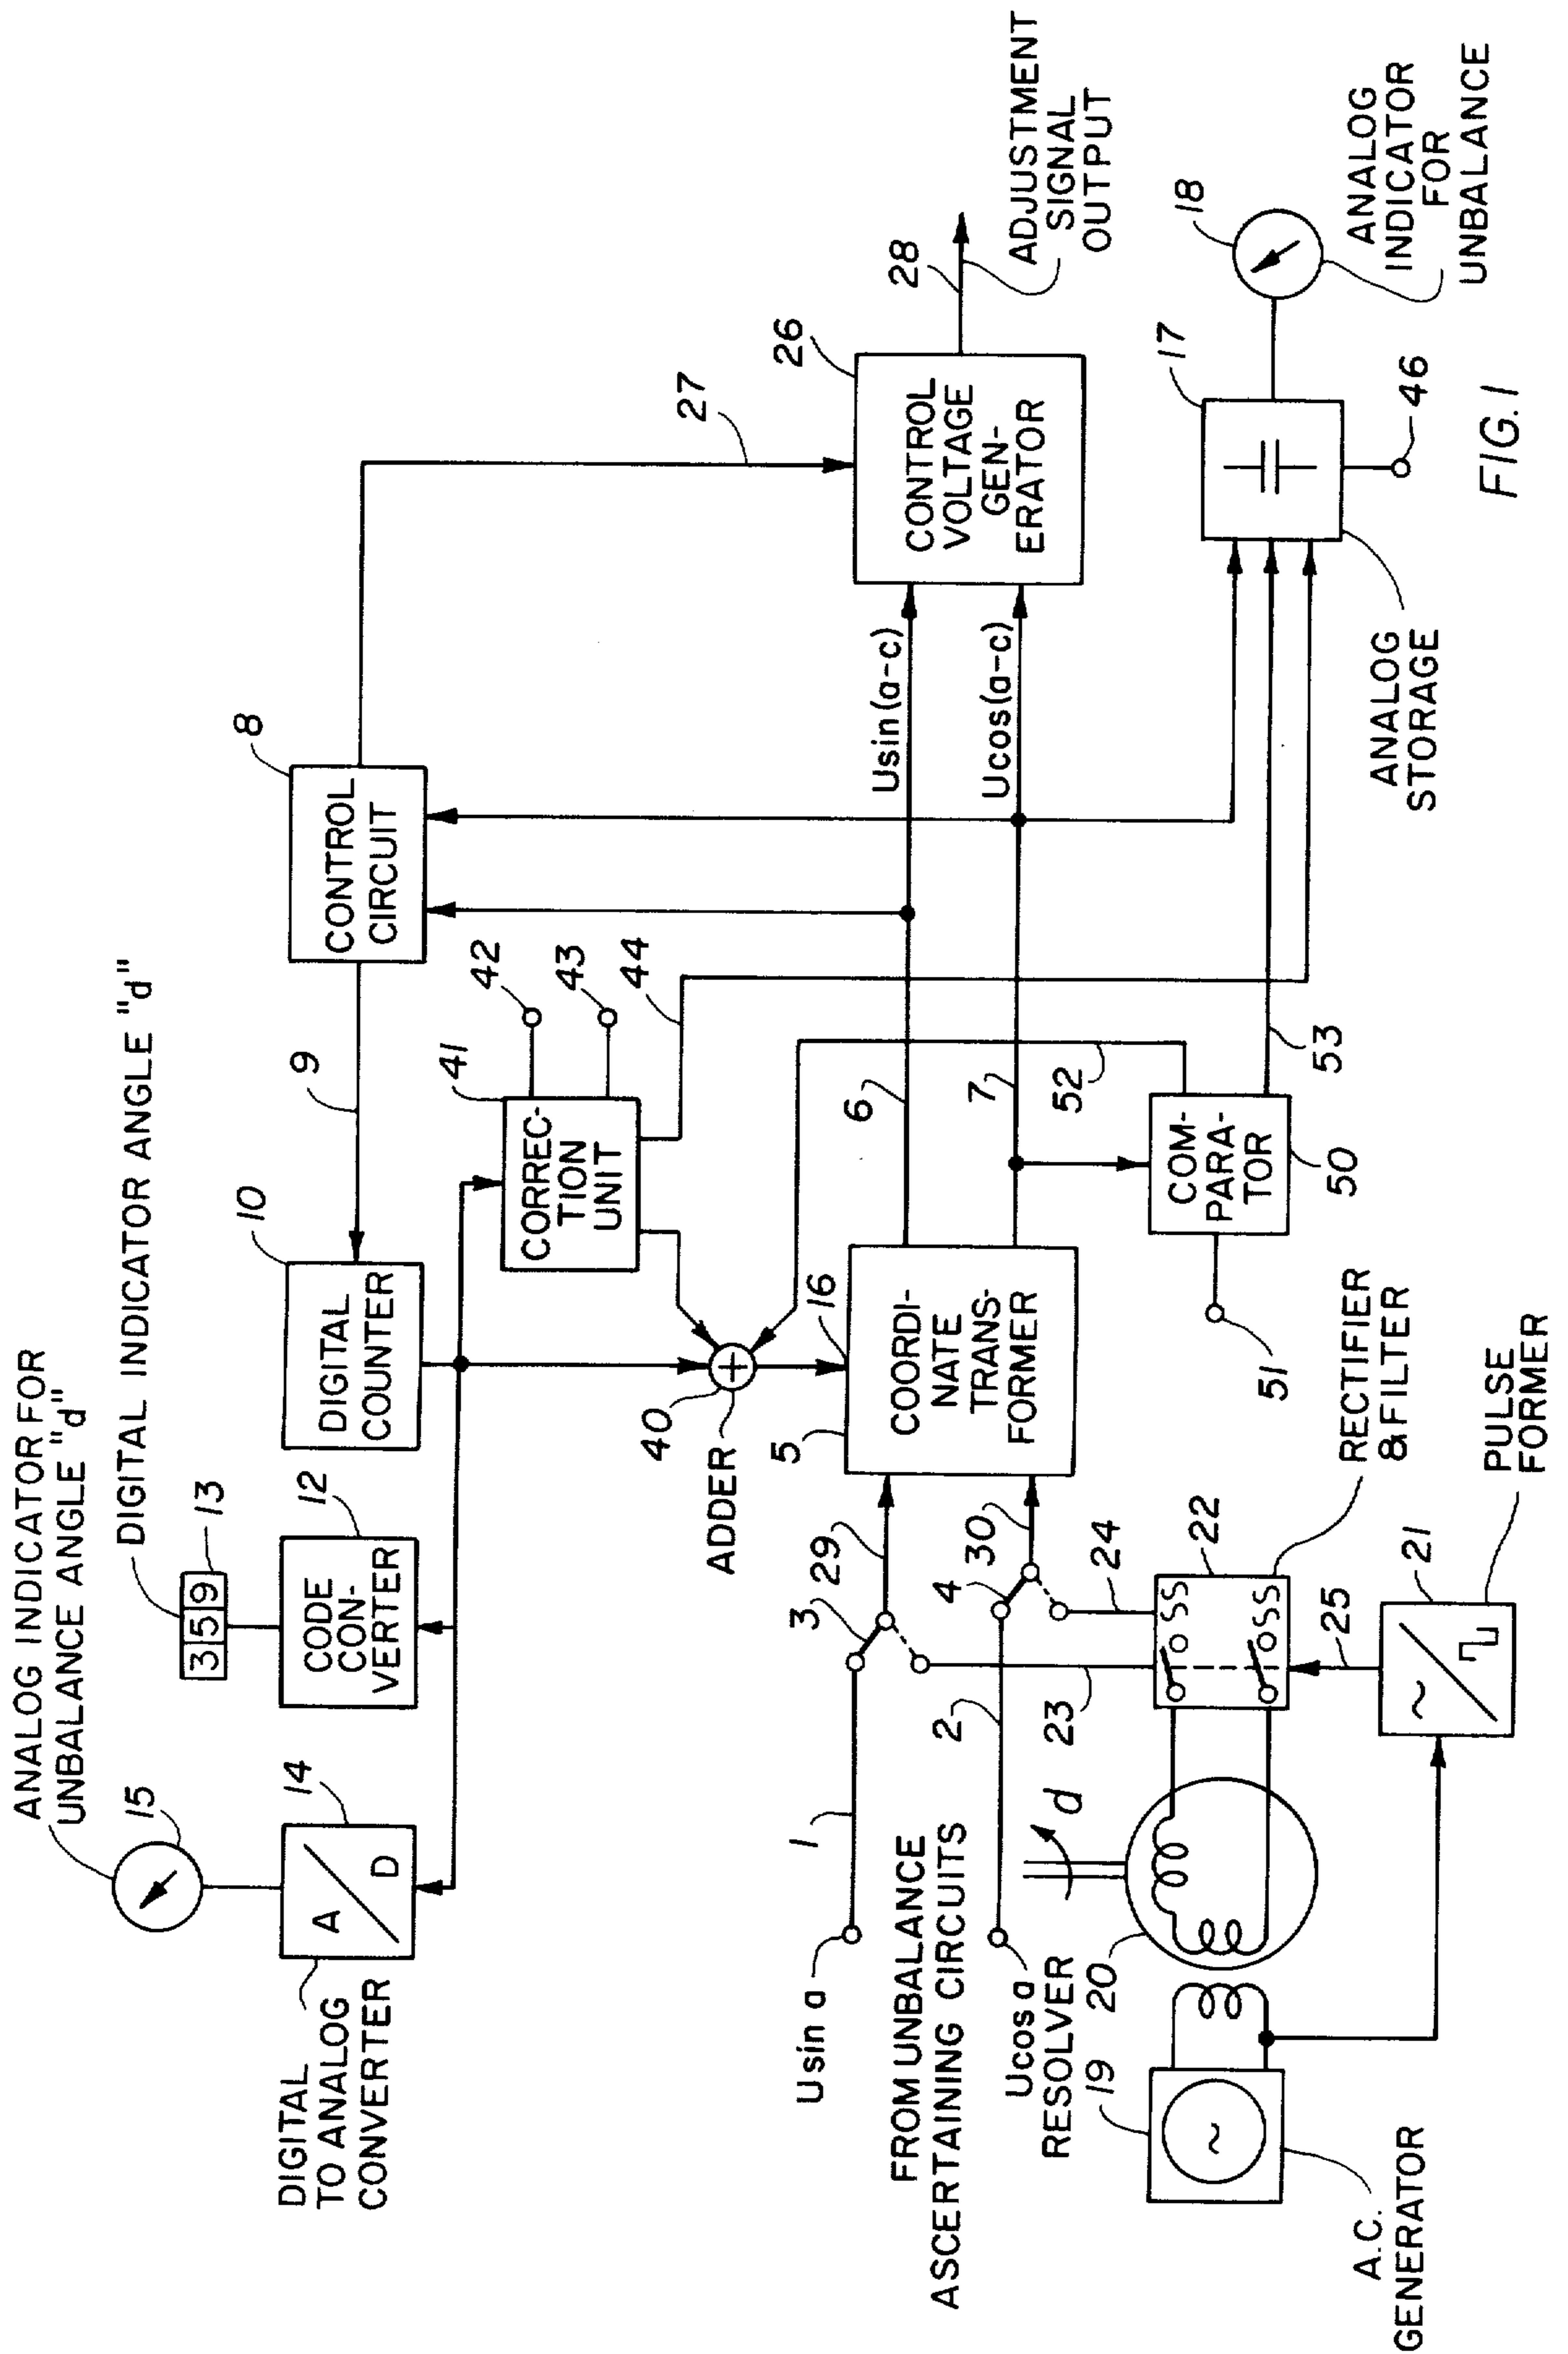 ANALOG INDICATOR FOR
UNBALANCE ANGLE "d"
DIGITAL INDICATOR ANGLE "d"
15
3 5 9
13
DIGITAL
TO ANALOG
CONVERTER
A
D
14
CODE
CON-
VERTER
12
DIGITAL
COUNTER
10
9
CONTROL
CIRCUIT
8
CORREC-
TION
UNIT
41
42
43
44
27
40
ADDER
+
16
5
COORDI-
NATE
TRANS-
FORMER
6
7
Usin(a-c)
Ucos(a-c)
26
CONTROL
VOLTAGE
GEN-
ERATOR
28
ADJUSTMENT
SIGNAL
OUTPUT
Usin a
1
3
29
FROM UNBALANCE
ASCERTAINING CIRCUITS
Ucos a
2
4
30
RESOLVER
20
d
23
24
22
RECTIFIER
& FILTER
19
~
A.C.
GENERATOR
25
~
21
PULSE
FORMER
COM-
PARA-
TOR
50
51
52
53
ANALOG
STORAGE
17
46
18
ANALOG
INDICATOR
FOR
UNBALANCE
FIG. 1